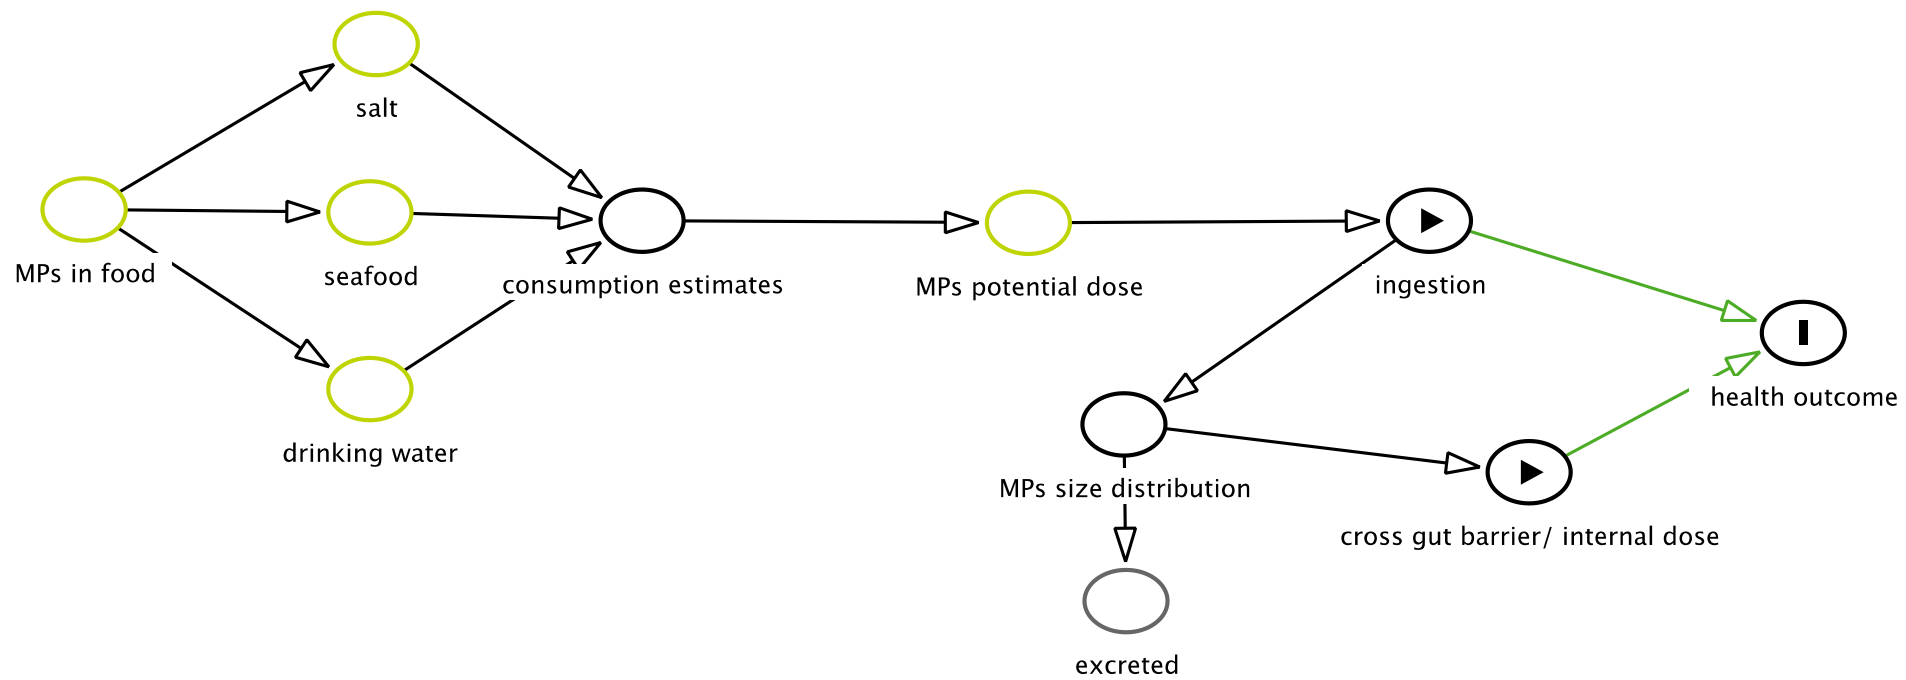 salt
MPs in food
seafood
consumption estimates
MPs potential dose
ingestion
health outcome
drinking water
MPs size distribution
cross gut barrier/ internal dose
excreted